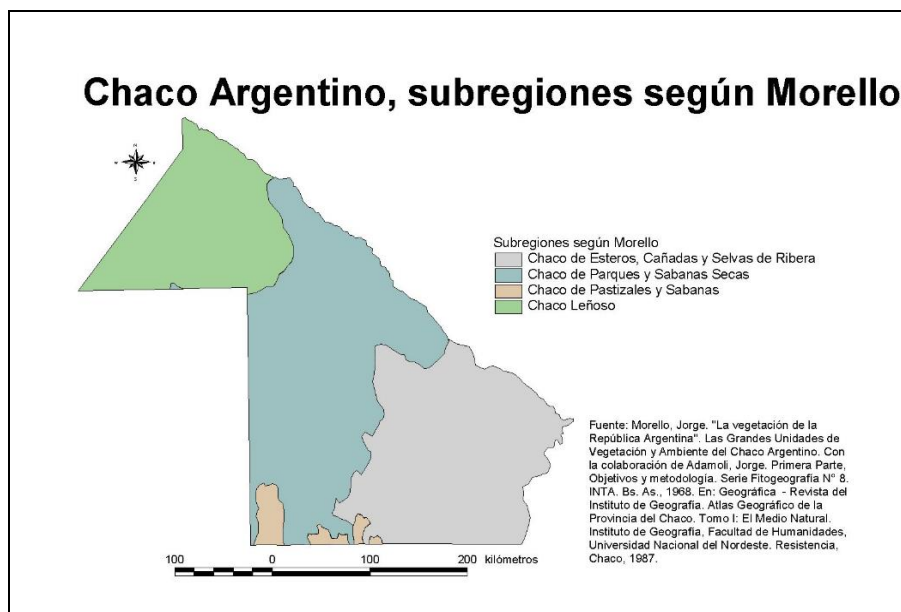 Chaco Argentino, subregiones según Morello
N
Subregiones según Morello
Chaco de Esteros, Cañadas y Selvas de Ribera
Chaco de Parques y Sabanas Secas
Chaco de Pastizales y Sabanas
Chaco Leñoso
Fuente: Morello, Jorge. "La vegetación de la
República Argentina". Las Grandes Unidades de
Vegetación y Ambiente del Chaco Argentino. Con
la colaboración de Adamoli, Jorge. Primera Parte,
Objetivos y metodología. Serie Fitogeografía N° 8.
INTA. Bs. As., 1968. En: Geográfica - Revista del
Instituto de Geografía. Atlas Geográfico de la
Provincia del Chaco. Tomo I: El Medio Natural.
Instituto de Geografía, Facultad de Humanidades,
Universidad Nacional del Nordeste. Resistencia,
Chaco, 1987.
100 0 100 200 kilómetros